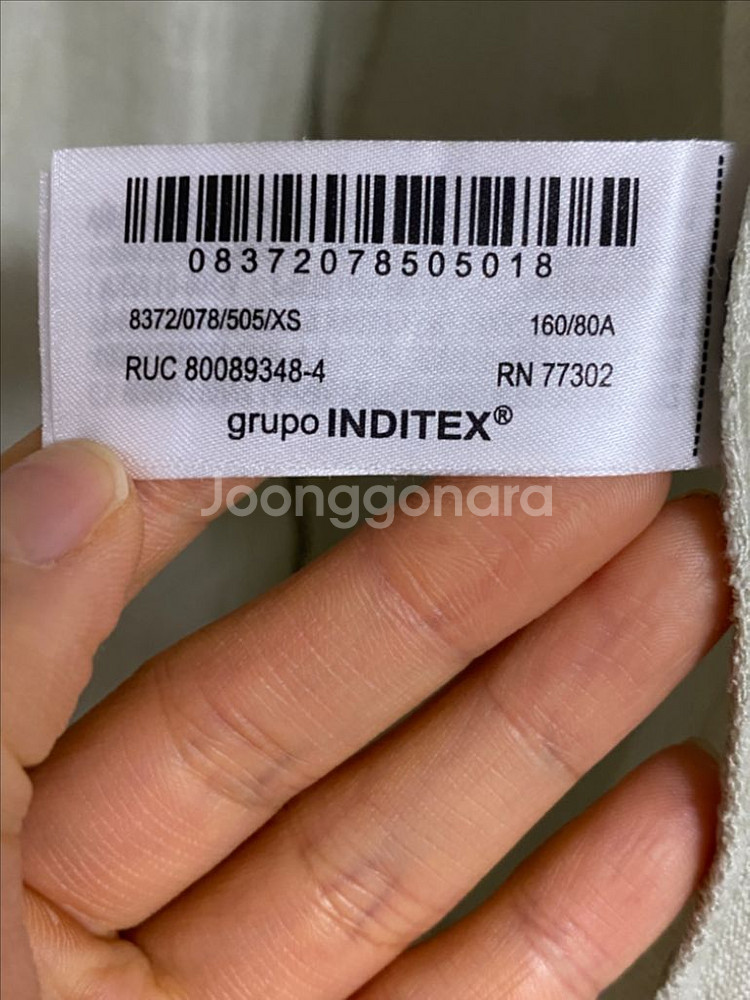 08372078505018
8372/078/505/XS 160/80A
RUC 80089348-4 RN 77302
grupo INDITEX®
Joonggonara